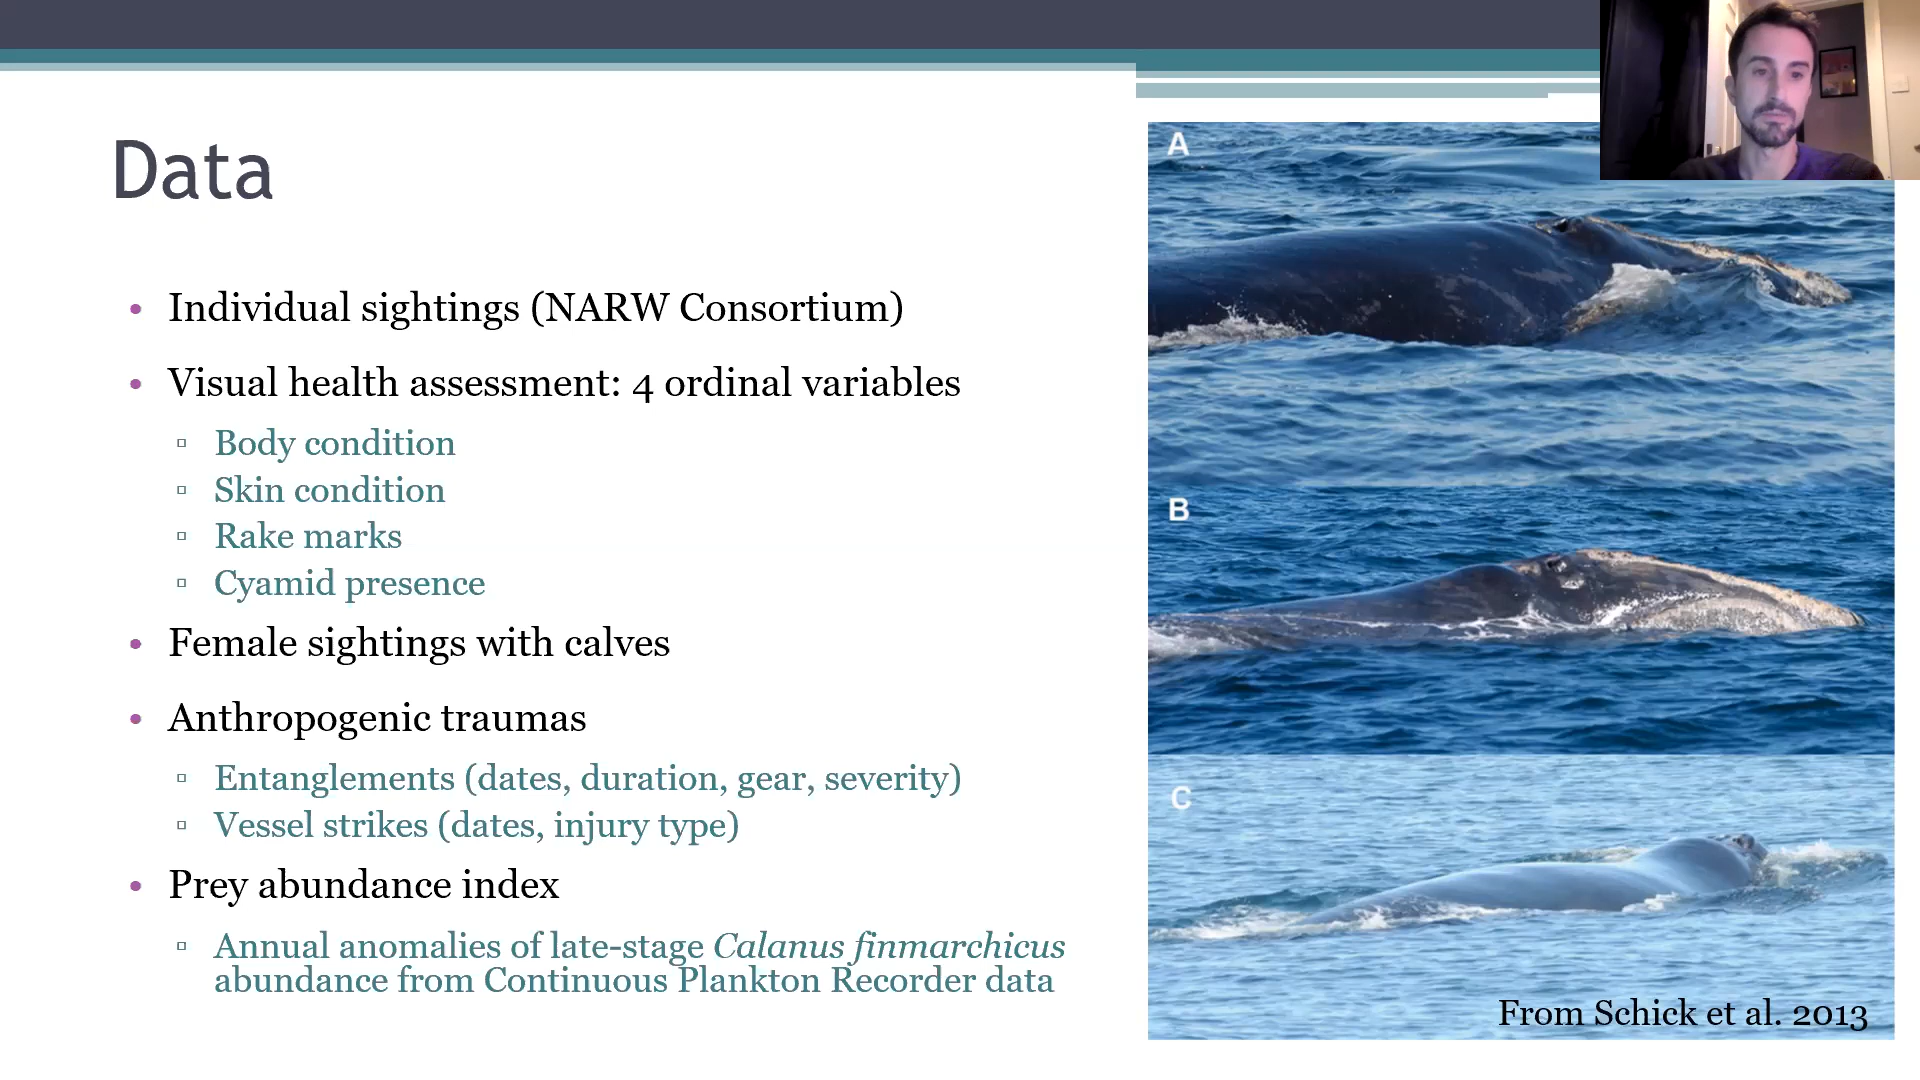 Data
Individual sightings (NARW Consortium)
Visual health assessment: 4 ordinal variables
Body condition
Skin condition
Rake marks
Cyamid presence
Female sightings with calves
Anthropogenic traumas
Entanglements (dates, duration, gear, severity)
Vessel strikes (dates, injury type)
Prey abundance index
Annual anomalies of late-stage Calanus finmarchicus
abundance from Continuous Plankton Recorder data
A
B
C
From Schick et al. 2013